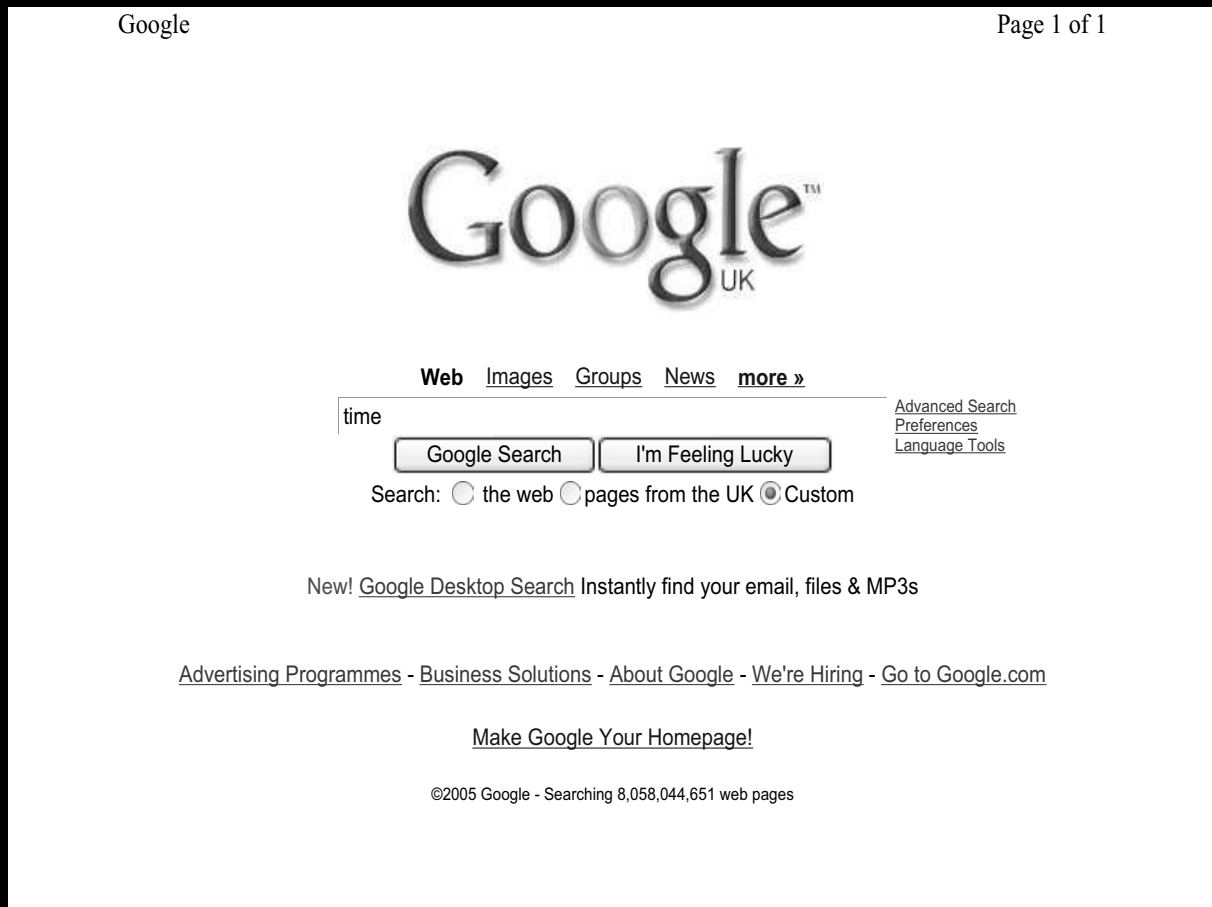 Google Page 1 of 1
Google™
UK
Web Images Groups News more »
time
Advanced Search
Preferences
Language Tools
Google Search I'm Feeling Lucky
Search: the web pages from the UK Custom
New! Google Desktop Search Instantly find your email, files & MP3s
Advertising Programmes - Business Solutions - About Google - We're Hiring - Go to Google.com
Make Google Your Homepage!
©2005 Google - Searching 8,058,044,651 web pages